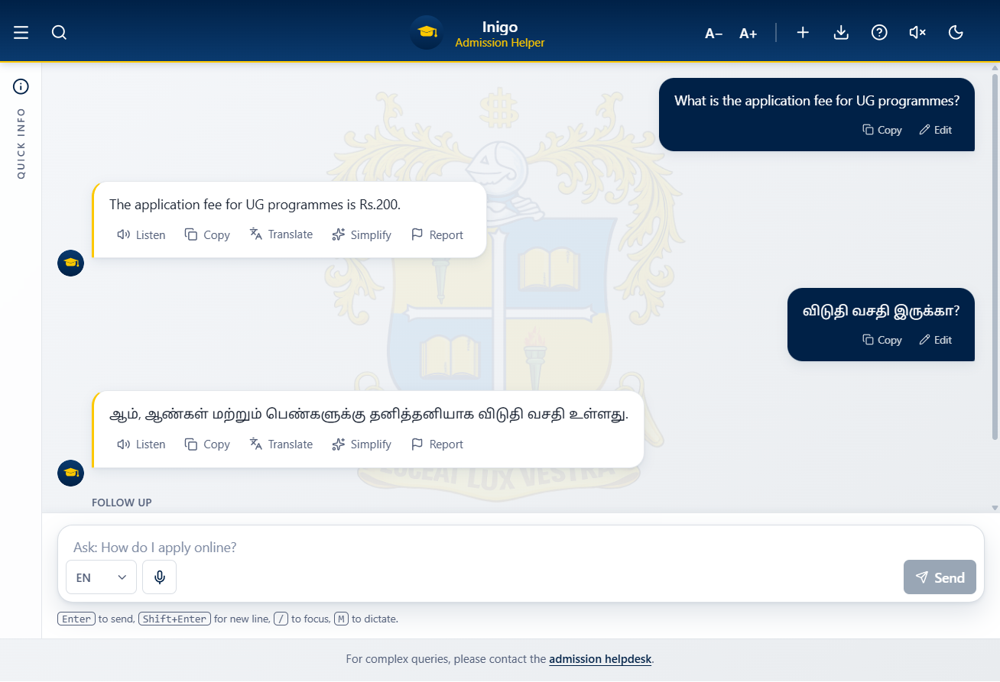 Inigo
Admission Helper
A−
A+
QUICK INFO
What is the application fee for UG programmes?
Copy
Edit
The application fee for UG programmes is Rs.200.
Listen
Copy
Translate
Simplify
Report
விடுதி வசதி இருக்கா?
Copy
Edit
ஆம், ஆண்கள் மற்றும் பெண்களுக்கு தனித்தனியாக விடுதி வசதி உள்ளது.
Listen
Copy
Translate
Simplify
Report
LUCEAT LUX VESTRA
FOLLOW UP
Ask: How do I apply online?
EN
Send
Enter to send, Shift+Enter for new line, / to focus, M to dictate.
For complex queries, please contact the admission helpdesk.